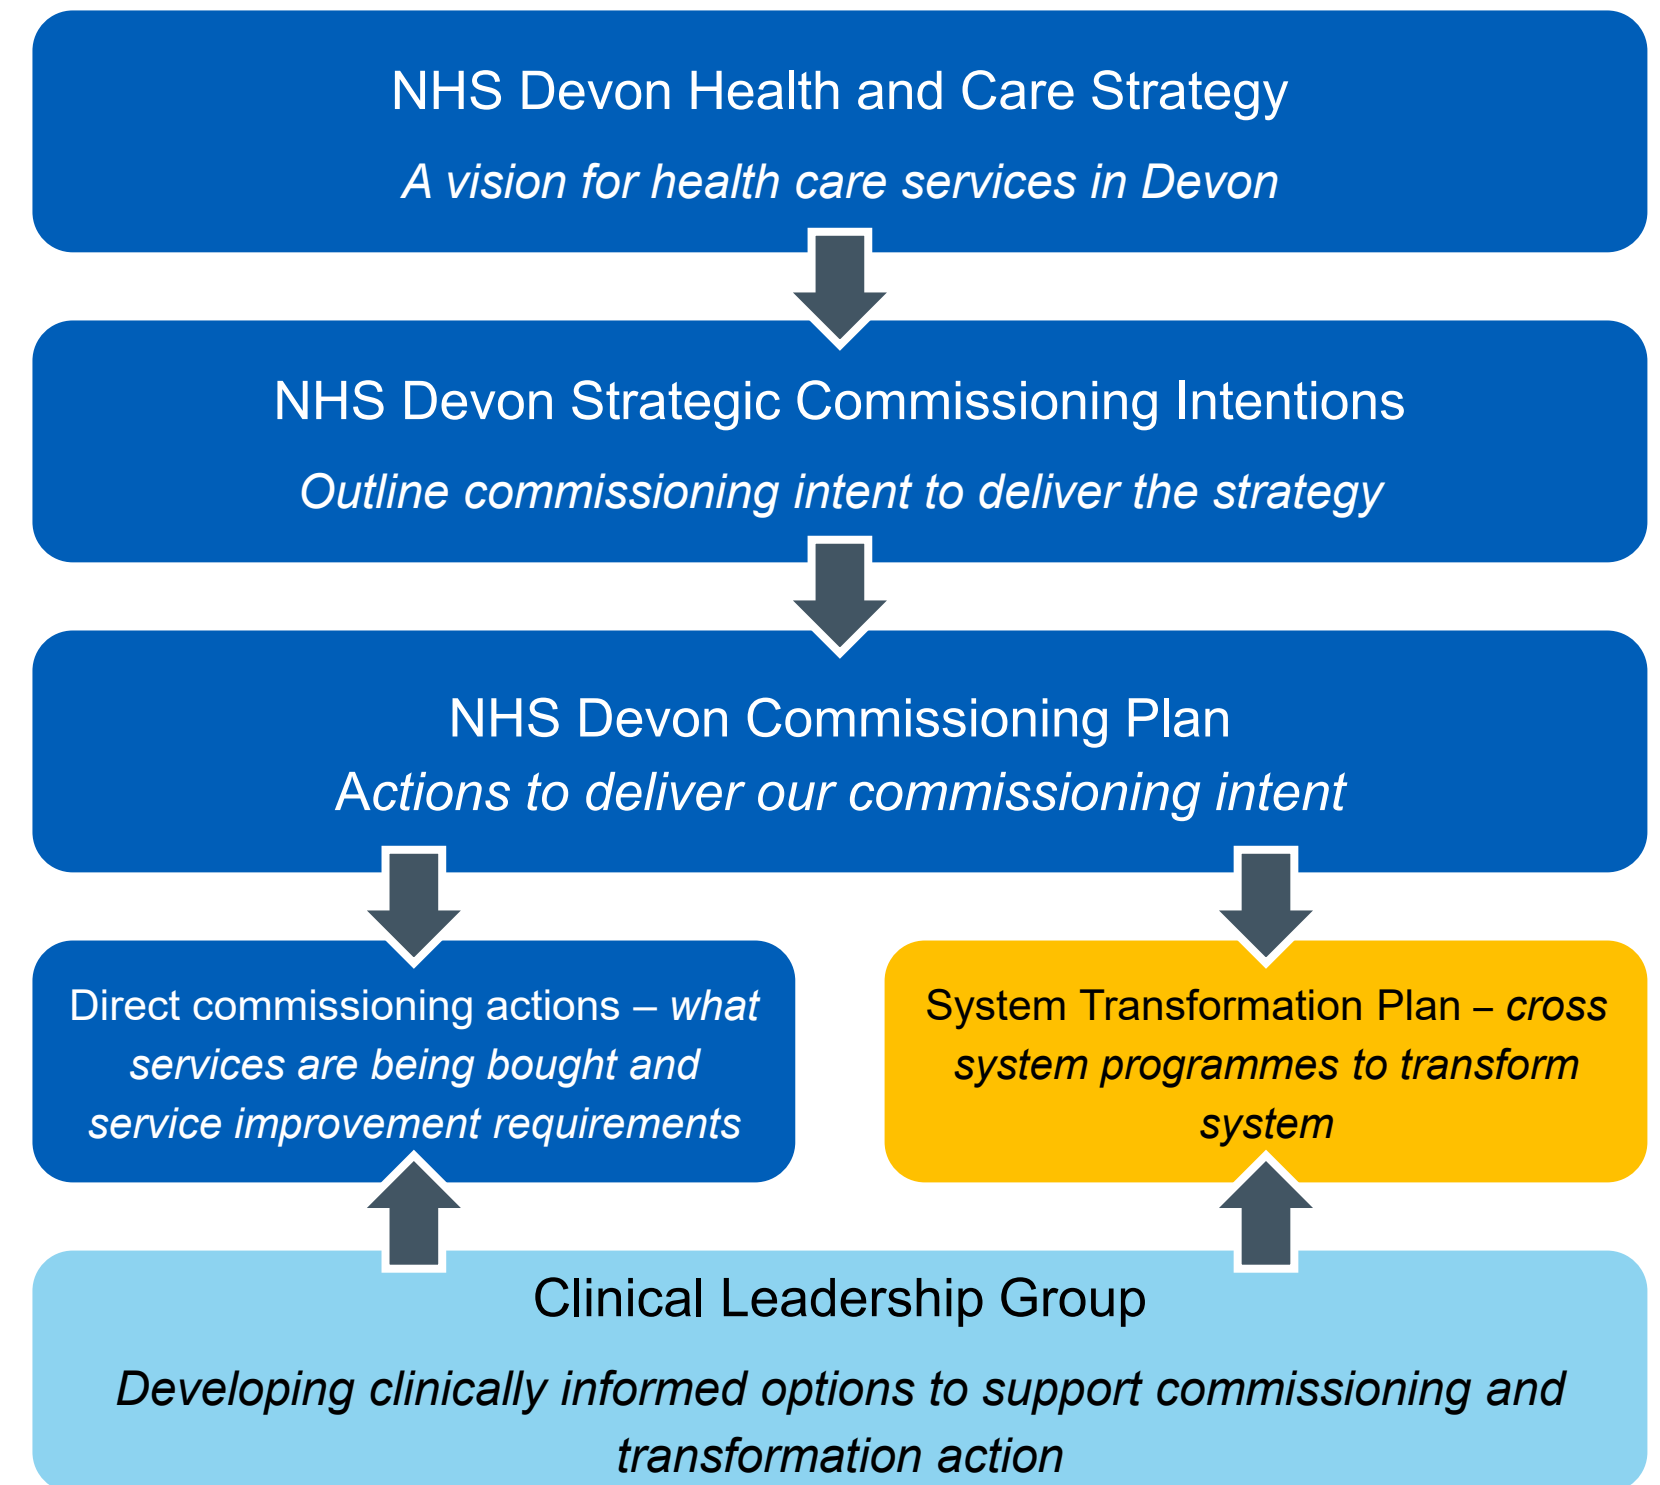 NHS Devon Health and Care Strategy
A vision for health care services in Devon
NHS Devon Strategic Commissioning Intentions
Outline commissioning intent to deliver the strategy
NHS Devon Commissioning Plan
Actions to deliver our commissioning intent
Direct commissioning actions – what
services are being bought and
service improvement requirements
System Transformation Plan – cross
system programmes to transform
system
Clinical Leadership Group
Developing clinically informed options to support commissioning and
transformation action